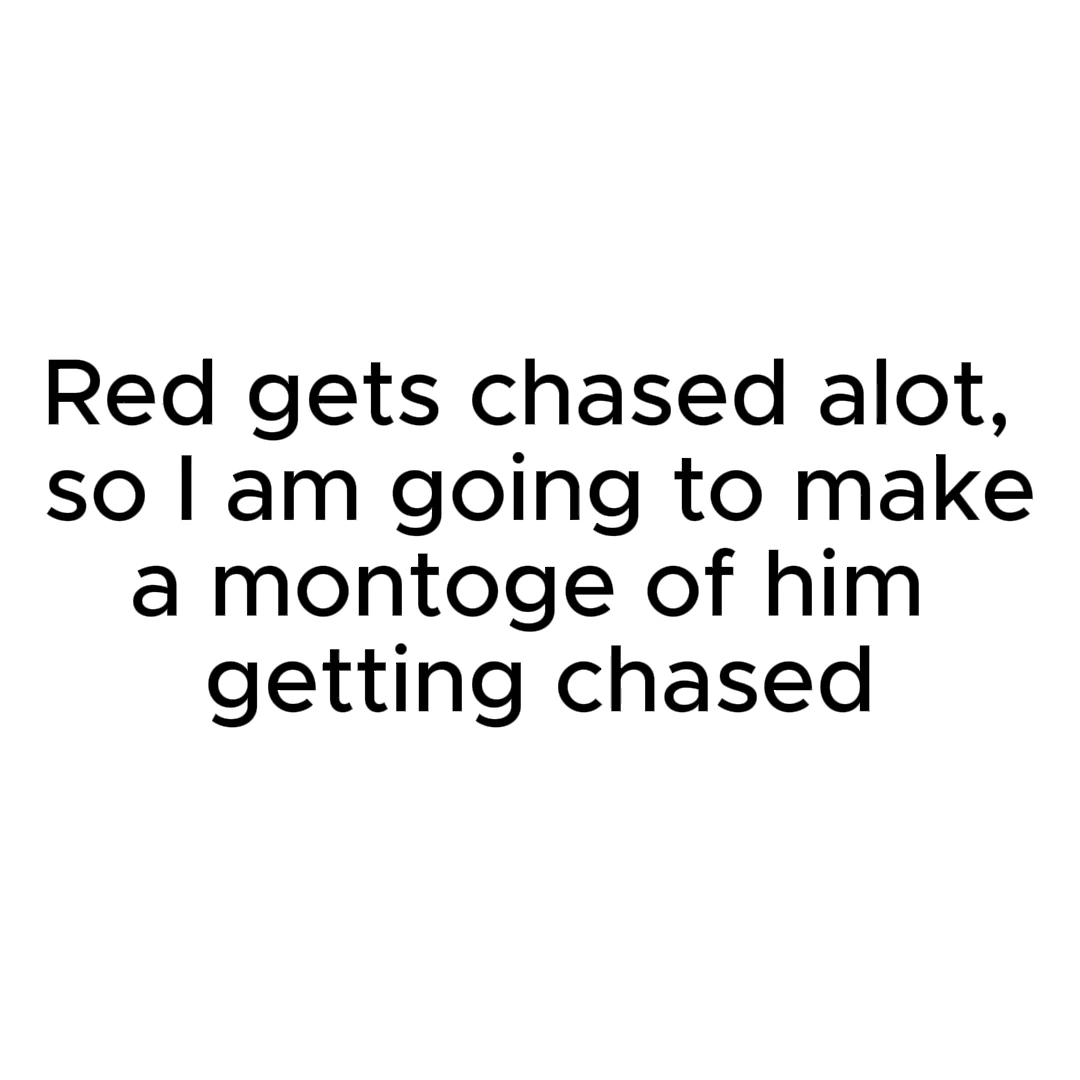 Red gets chased alot,
so I am going to make
a montoge of him
getting chased